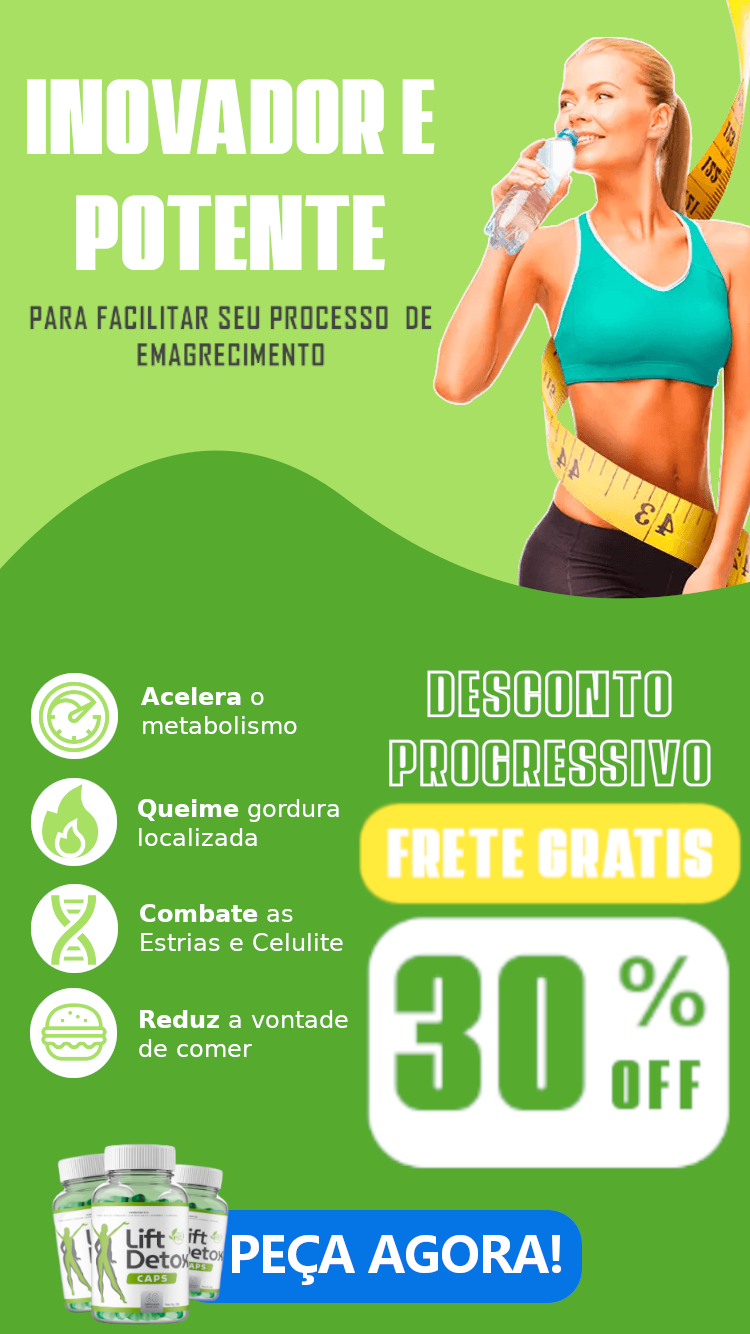 INOVADOR E
POTENTE
PARA FACILITAR SEU PROCESSO DE
EMAGRECIMENTO
Acelera o
metabolismo
Queime gordura
localizada
Combate as
Estrias e Celulite
Reduz a vontade
de comer
DESCONTO
PROGRESSIVO
FRETE GRATIS
30% OFF
Lift
Detox
CAPS
PEÇA AGORA!